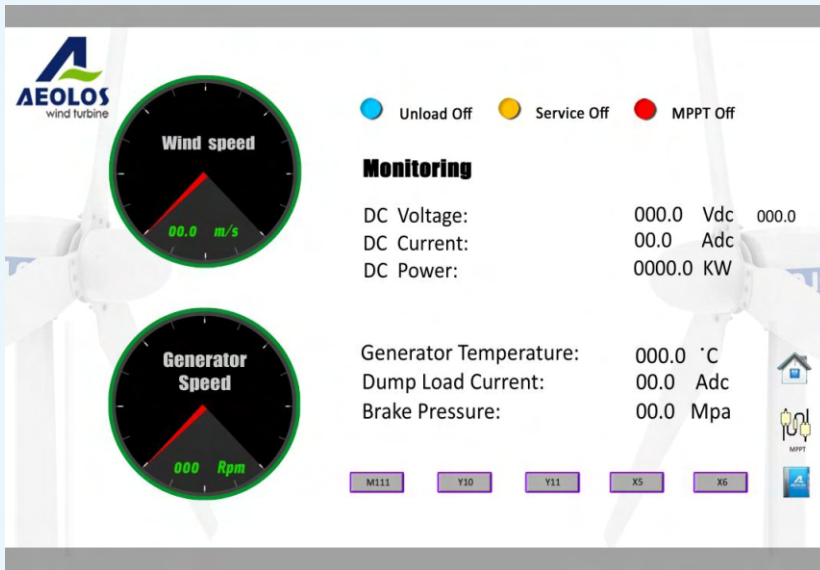 AEOLOS
wind turbine
Wind speed
00.0 m/s
Unload Off
Service Off
MPPT Off
Monitoring
DC Voltage: 000.0 Vdc 000.0
DC Current: 00.0 Adc
DC Power: 0000.0 KW
Generator
Speed
000 Rpm
Generator Temperature: 000.0 °C
Dump Load Current: 00.0 Adc
Brake Pressure: 00.0 Mpa
MPPT
M111
Y10
Y11
X5
X6